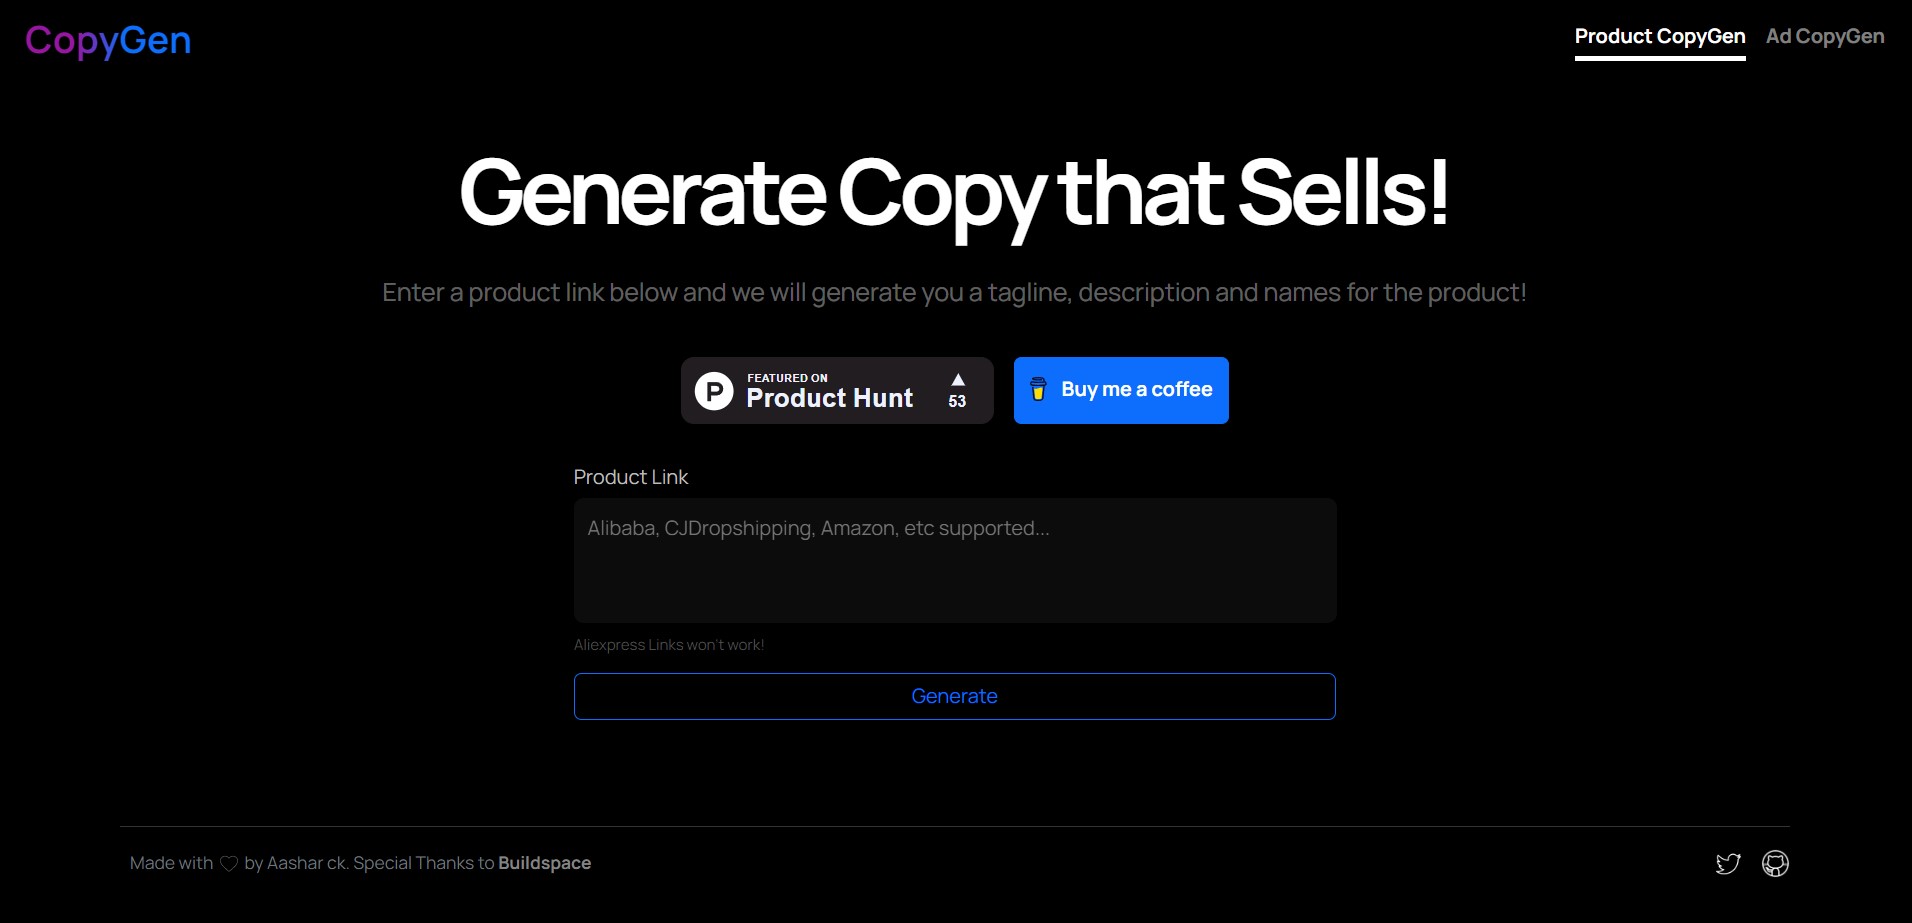 CopyGen
Product CopyGen
Ad CopyGen
Generate Copy that Sells!
Enter a product link below and we will generate you a tagline, description and names for the product!
P
FEATURED ON
Product Hunt
53
Buy me a coffee
Product Link
Alibaba, CJDropshipping, Amazon, etc supported...
Aliexpress Links won't work!
Generate
Made with ♡ by Aashar ck. Special Thanks to Buildspace